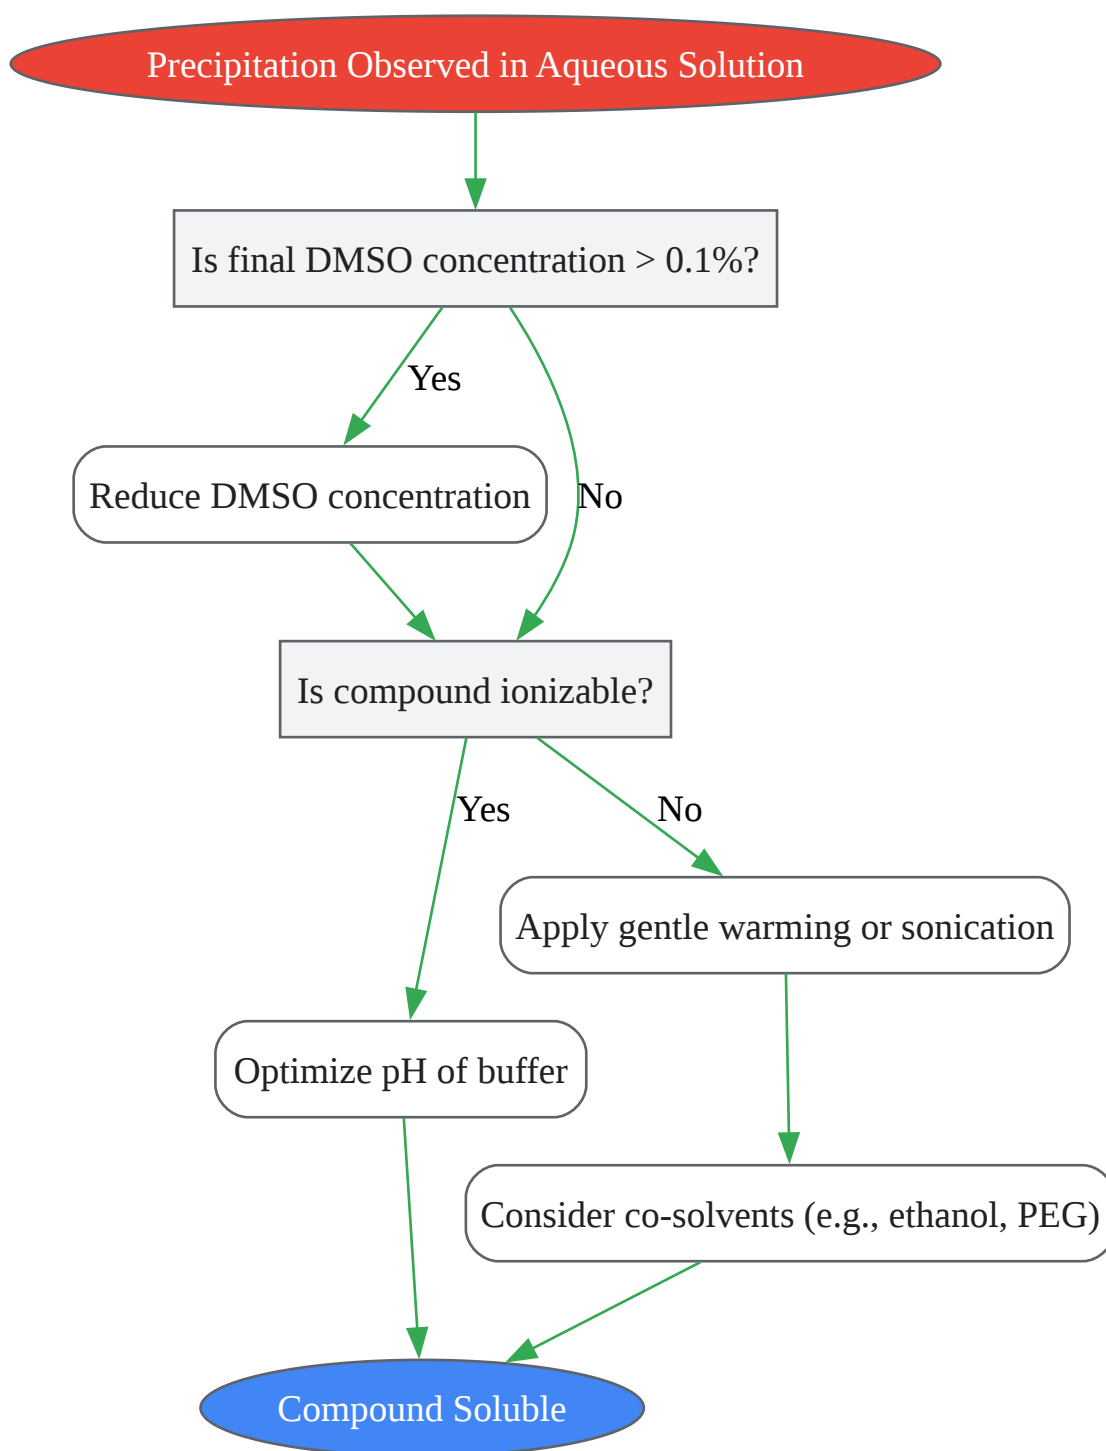 Precipitation Observed in Aqueous Solution
Is final DMSO concentration > 0.1%?
Yes
Reduce DMSO concentration
No
Is compound ionizable?
Yes
No
Apply gentle warming or sonication
Optimize pH of buffer
Consider co-solvents (e.g., ethanol, PEG)
Compound Soluble